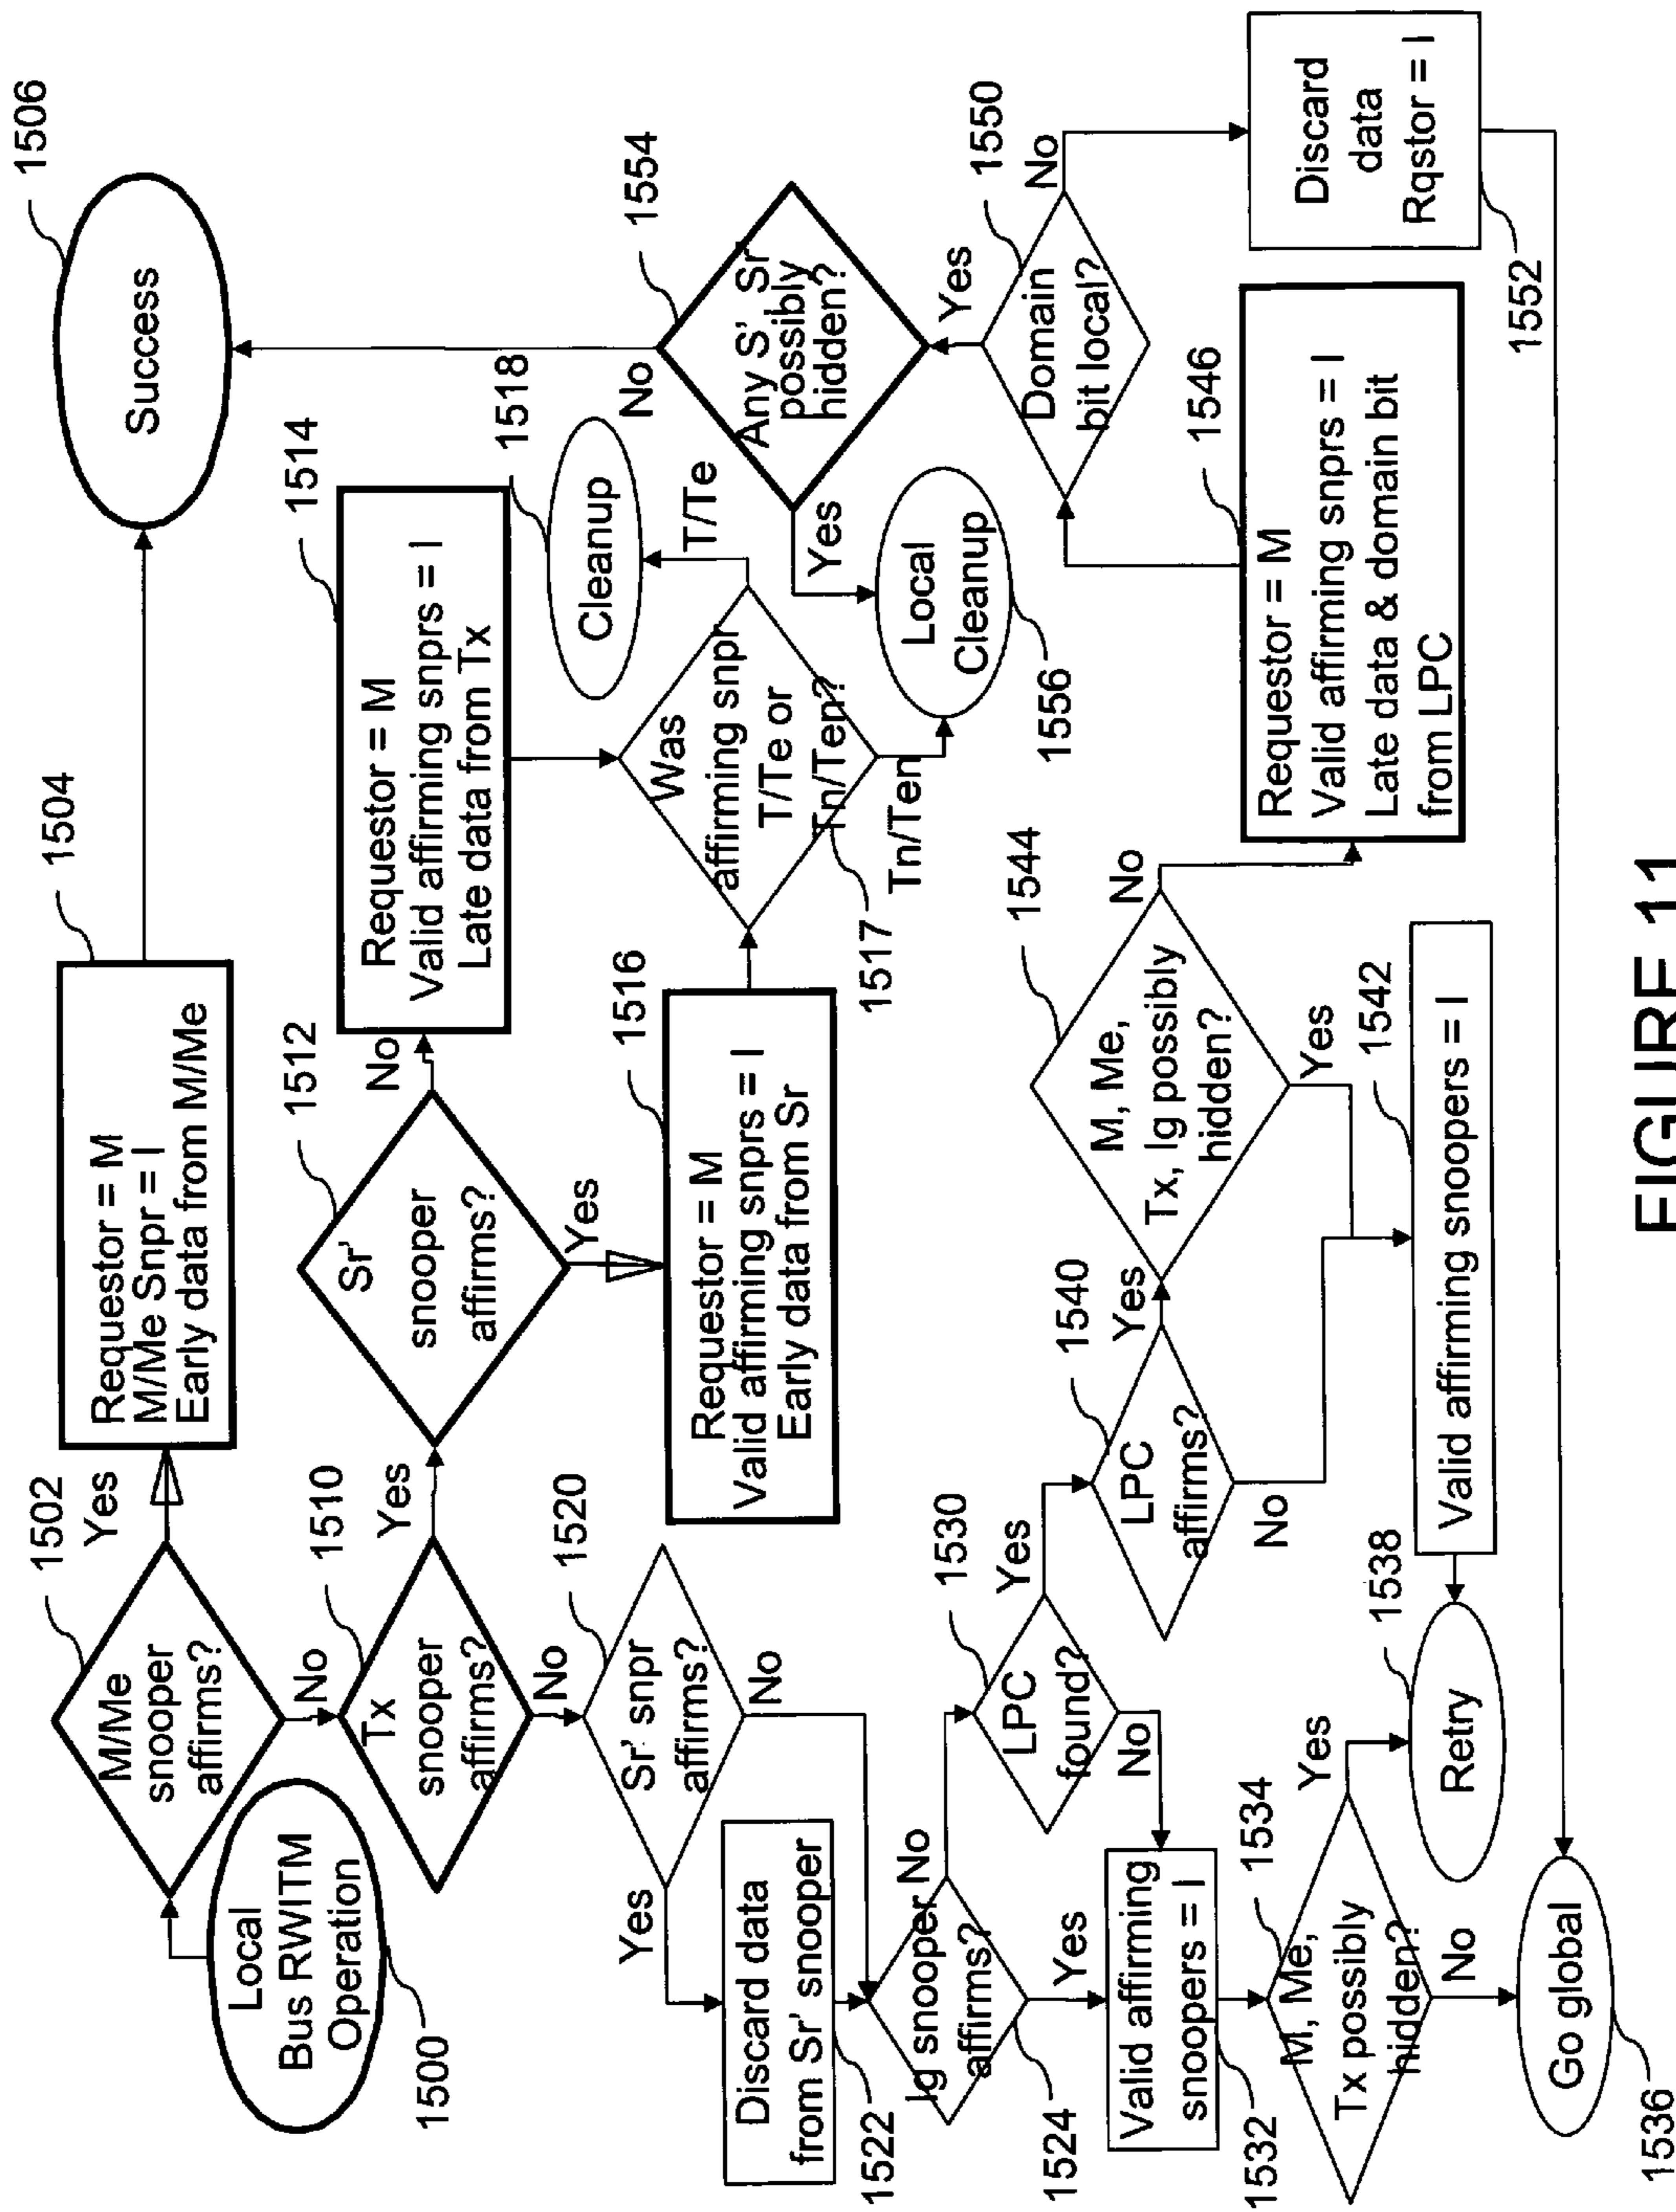 Local
Bus RWITM
Operation
1500
M/Me
snooper
affirms?
1502
Yes
No
Requestor = M
M/Me Snpr = I
Early data from M/Me
1504
Success
1506
Tx
snooper
affirms?
1510
Yes
No
Sr'
snooper
affirms?
1512
No
Yes
Requestor = M
Valid affirming snprs = I
Late data from Tx
1514
Requestor = M
Valid affirming snprs = I
Early data from Sr
1516
Was
affirming snpr
T/Te or
Tn/Ten?
1517
T/Te
Tn/Ten
Cleanup
1518
Sr' snpr
affirms?
1520
Yes
No
Discard data
from Sr' snooper
1522
Ig snooper
affirms?
1524
No
Yes
LPC
found?
1530
Yes
No
Valid affirming
snoopers = I
1532
M, Me,
Tx possibly
hidden?
1534
Yes
No
Go global
1536
Retry
1538
LPC
affirms?
1540
Yes
No
Valid affirming snoopers = I
1542
M, Me,
Tx, Ig possibly
hidden?
1544
No
Yes
Requestor = M
Valid affirming snprs = I
Late data & domain bit
from LPC
1546
Domain
bit local?
1550
Yes
No
Discard
data
Rqstor = I
1552
Any S' Sr
possibly
hidden?
1554
No
Yes
Local
Cleanup
1556
FIGURE 11